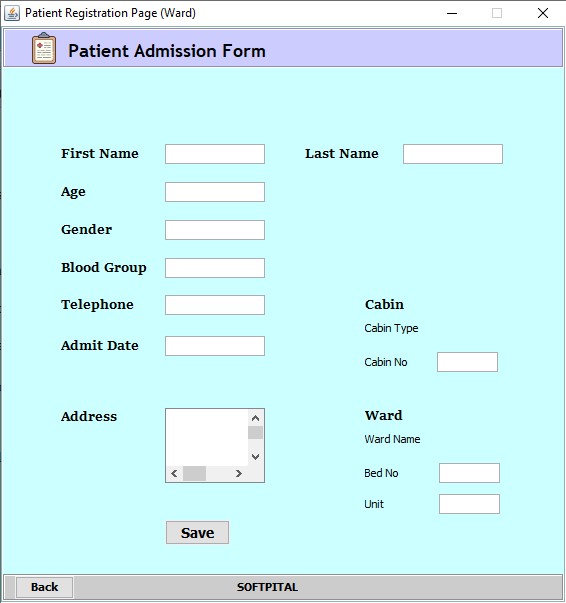 Patient Registration Page (Ward)
Patient Admission Form
First Name
Last Name
Age
Gender
Blood Group
Telephone
Cabin
Cabin Type
Admit Date
Cabin No
Address
Ward
Ward Name
Bed No
Unit
Save
Back
SOFTPITAL